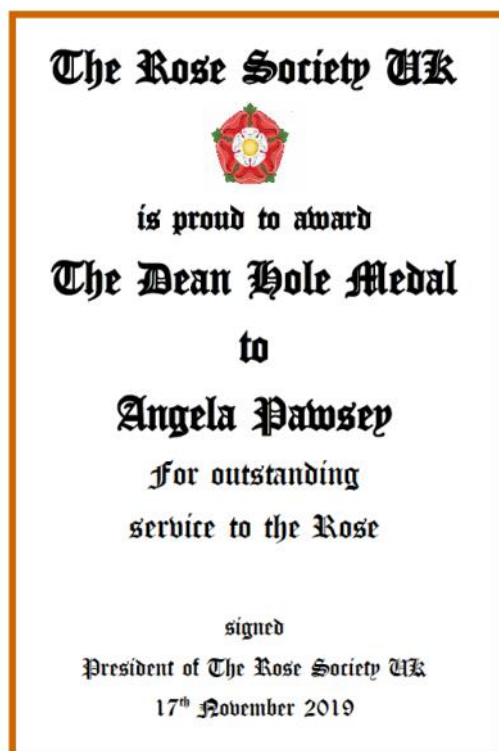 The Rose Society UK
is proud to award
The Dean Hole Medal
to
Angela Pawsey
For outstanding
service to the Rose
signed
President of The Rose Society UK
17th November 2019